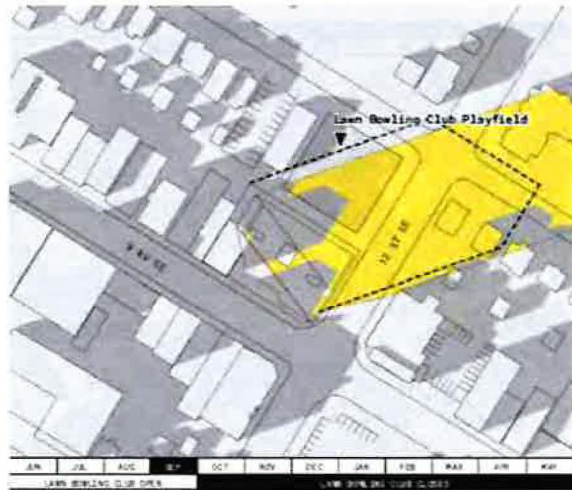 Lawn Bowling Club Playfield
9 AV SE
12 ST SE
JUN JUL AUG SEP OCT NOV DEC JAN FEB MAR APR MAY
LAWN BOWLING CLUB OPEN LAWN BOWLING CLUB CLOSED